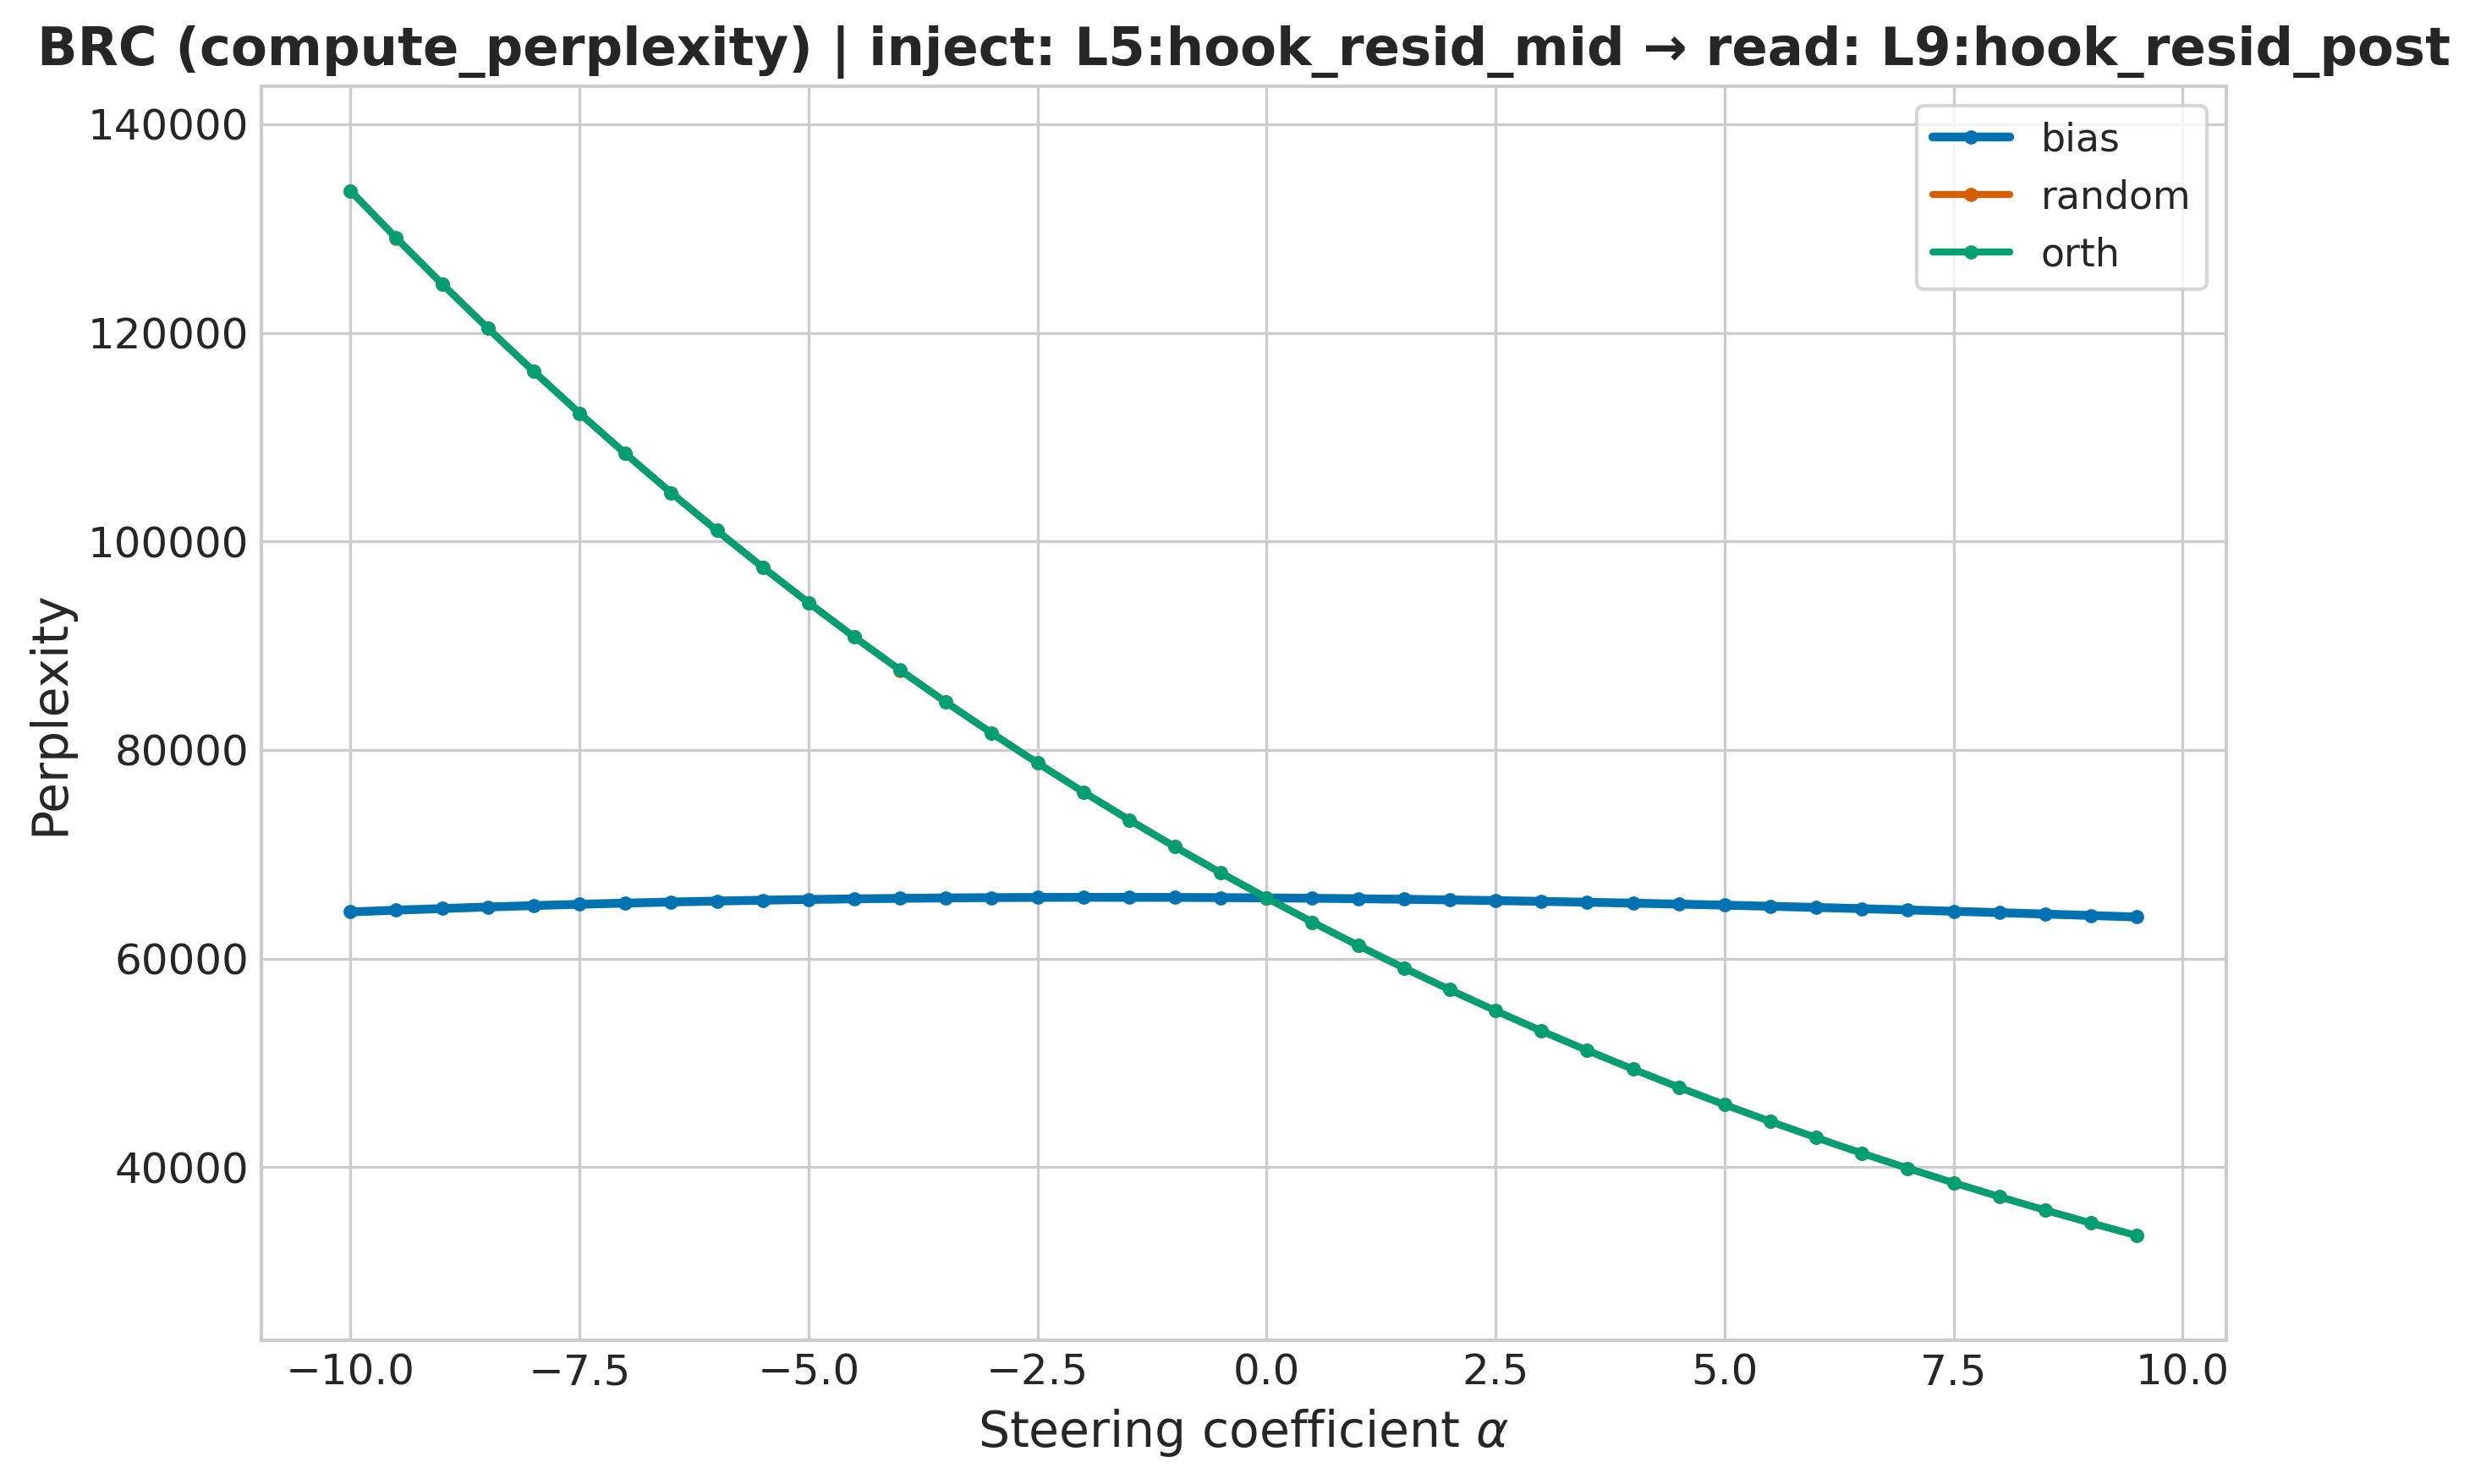 BRC (compute_perplexity) | inject: L5:hook_resid_mid → read: L9:hook_resid_post
140000
120000
100000
80000
60000
40000
Perplexity
bias
random
orth
−10.0 −7.5 −5.0 −2.5 0.0 2.5 5.0 7.5 10.0
Steering coefficient α